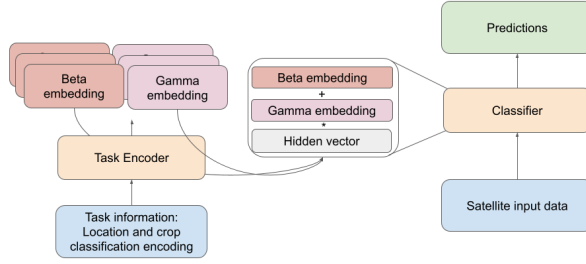 Predictions
Beta
embedding
Gamma
embedding
Beta embedding
+
Gamma embedding
*
Hidden vector
Classifier
Task Encoder
Task information:
Location and crop
classification encoding
Satellite input data